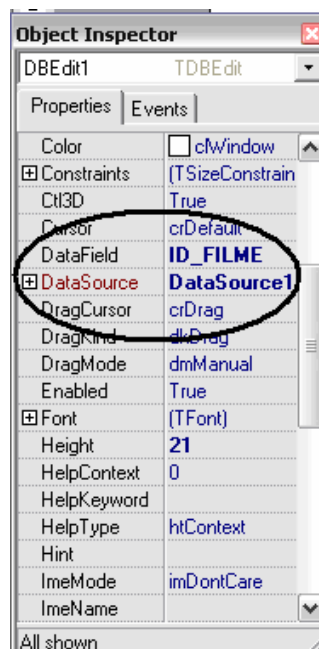 Object Inspector
DBEdit1 TDBEdit
Properties Events
Color clWindow
Constraints (TSizeConstrain
Ctl3D True
Cursor crDefault
DataField ID_FILME
DataSource DataSource1
DragCursor crDrag
DragKind dkDrag
DragMode dmManual
Enabled True
Font (TFont)
Height 21
HelpContext 0
HelpKeyword
HelpType htContext
Hint
ImeMode imDontCare
ImeName
All shown